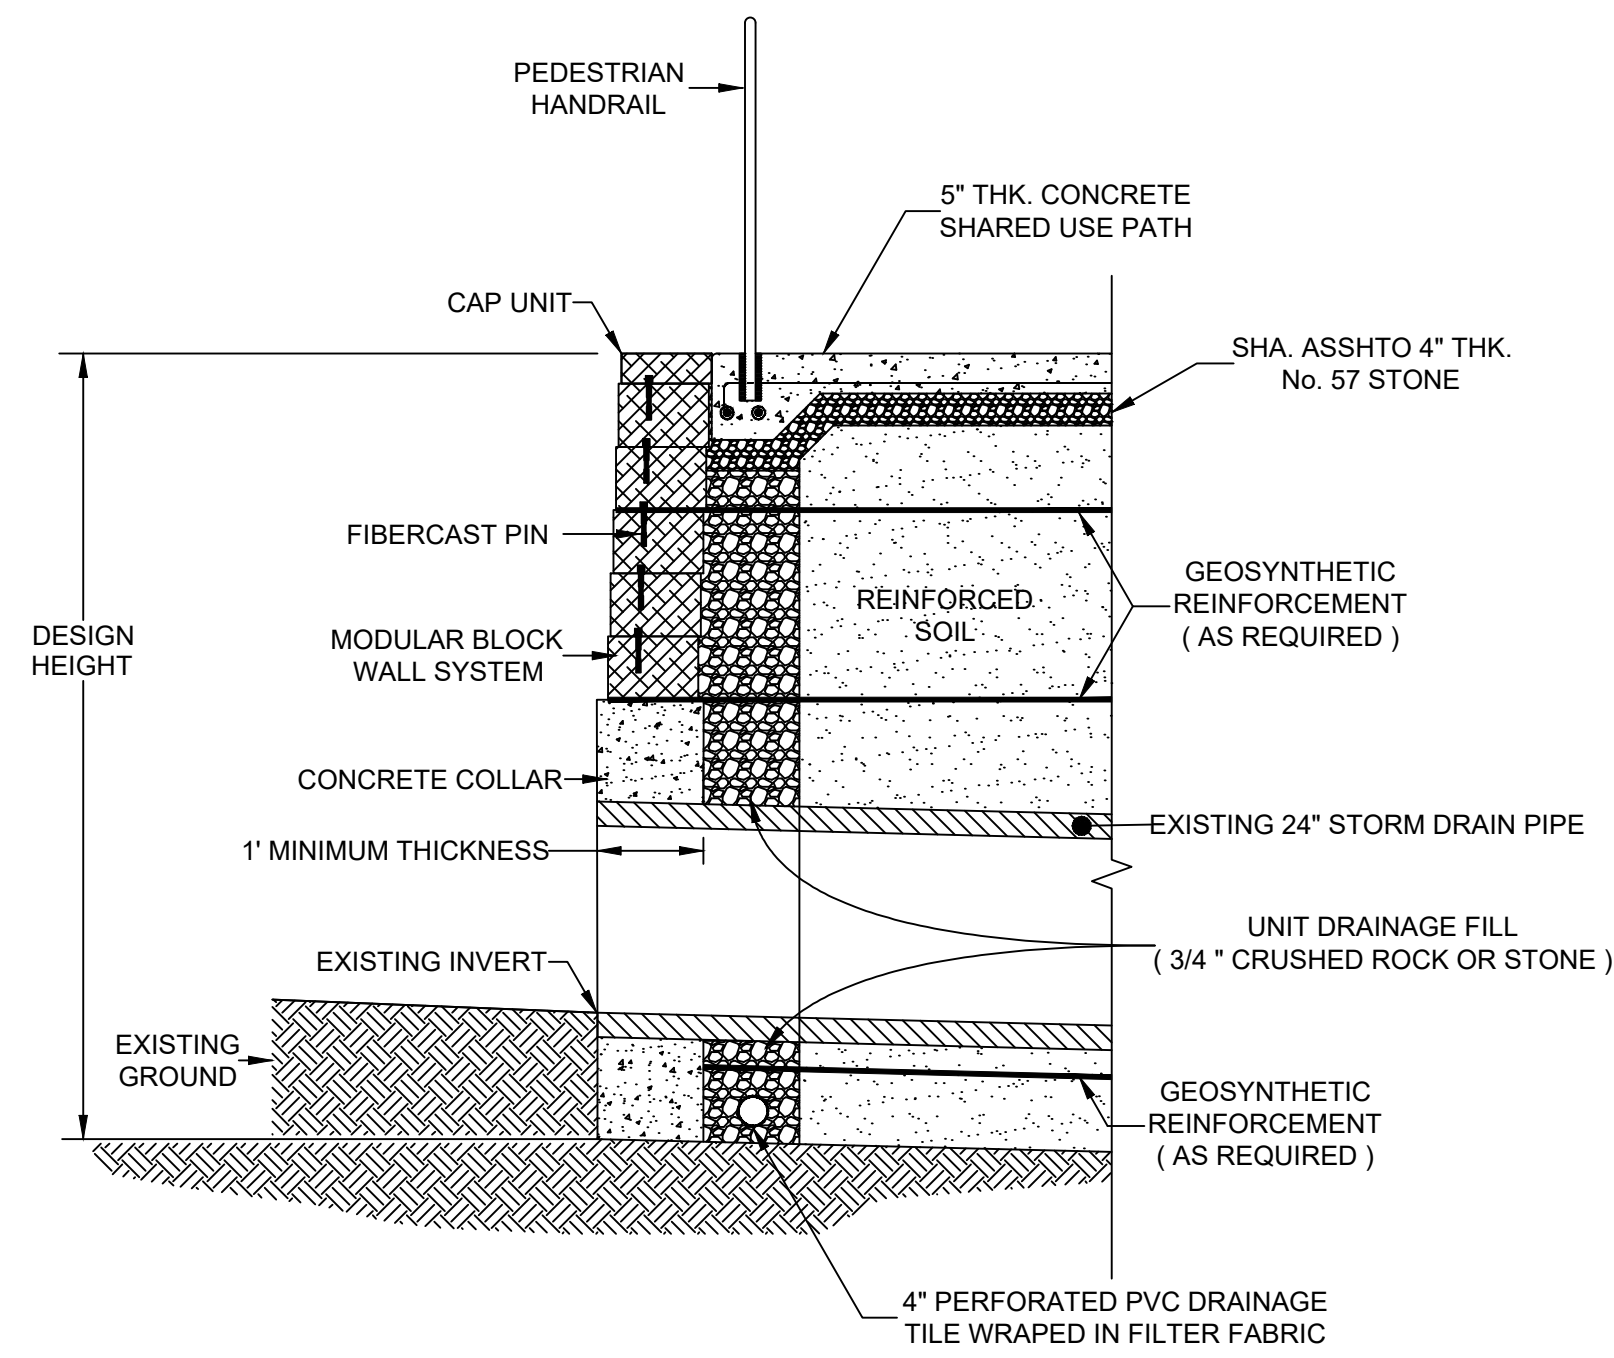 PEDESTRIAN
HANDRAIL
5" THK. CONCRETE
SHARED USE PATH
CAP UNIT
SHA. ASSHTO 4" THK.
No. 57 STONE
FIBERCAST PIN
GEOSYNTHETIC
REINFORCEMENT
( AS REQUIRED )
REINFORCED
SOIL
DESIGN
HEIGHT
MODULAR BLOCK
WALL SYSTEM
CONCRETE COLLAR
EXISTING 24" STORM DRAIN PIPE
1' MINIMUM THICKNESS
UNIT DRAINAGE FILL
( 3/4 " CRUSHED ROCK OR STONE )
EXISTING INVERT
EXISTING
GROUND
GEOSYNTHETIC
REINFORCEMENT
( AS REQUIRED )
4" PERFORATED PVC DRAINAGE
TILE WRAPED IN FILTER FABRIC